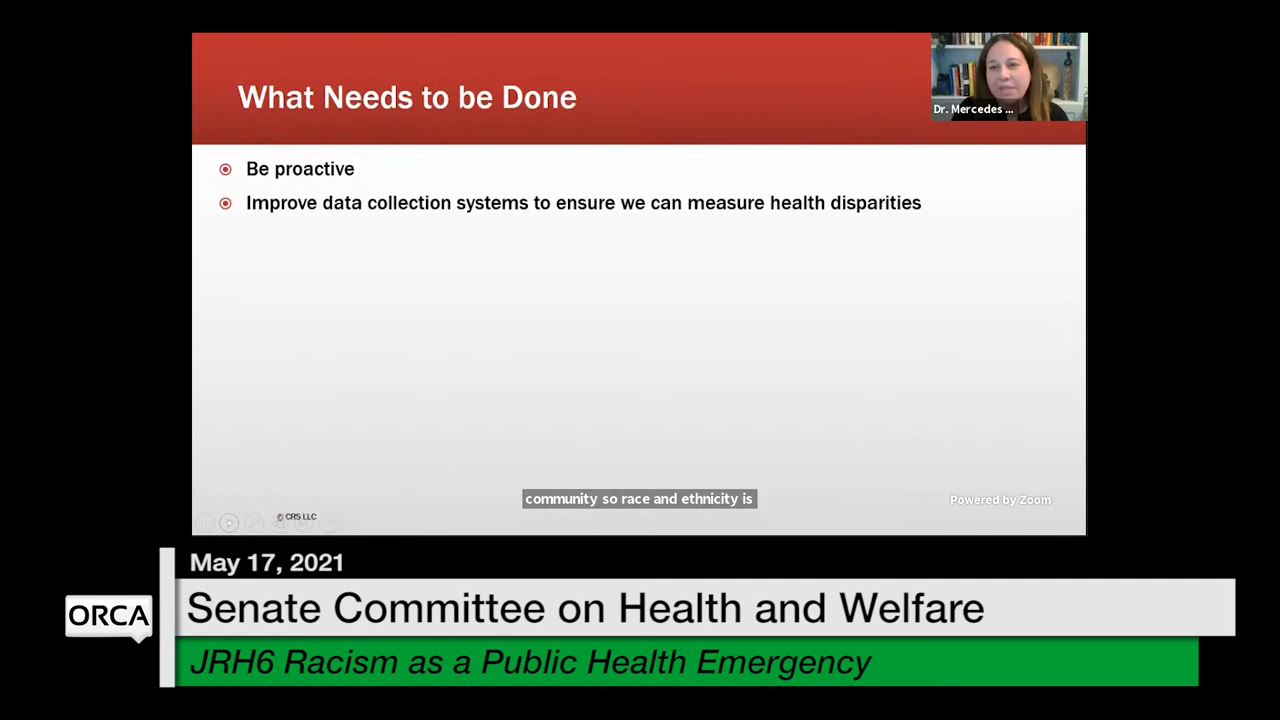 What Needs to be Done
Dr. Mercedes ...
Be proactive
Improve data collection systems to ensure we can measure health disparities
community so race and ethnicity is
Powered by Zoom
© CRS LLC
May 17, 2021
ORCA
Senate Committee on Health and Welfare
JRH6 Racism as a Public Health Emergency